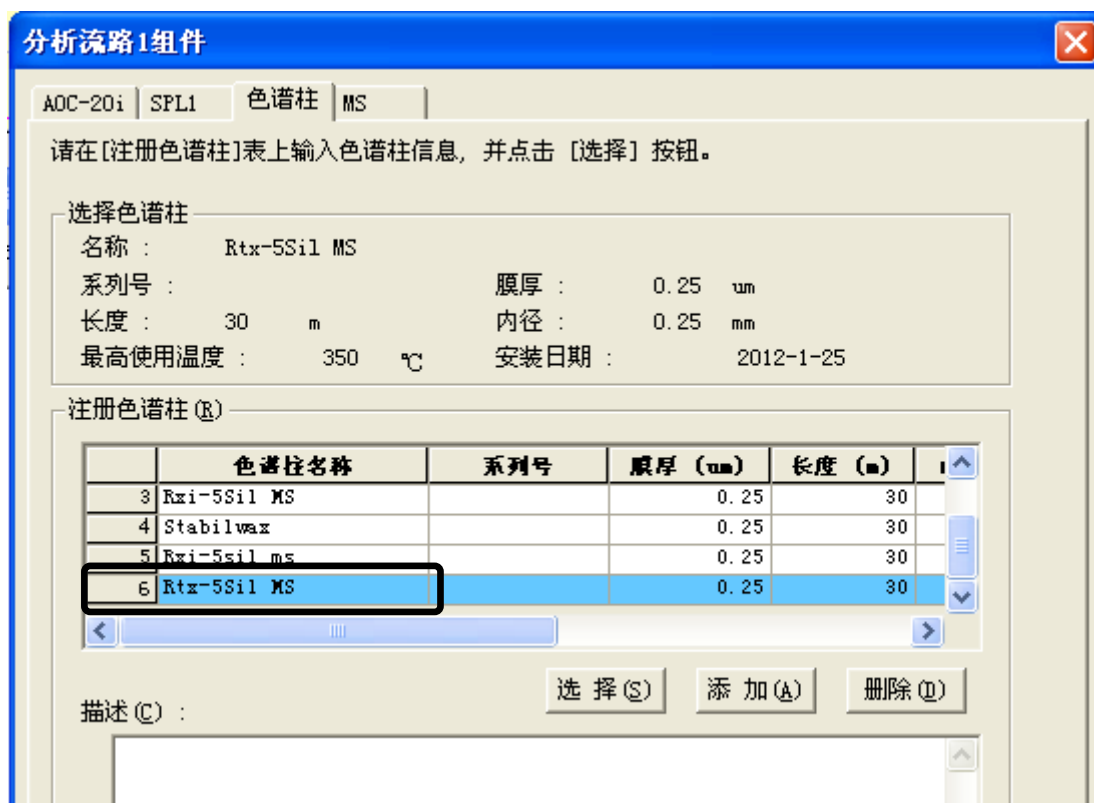 分析流路1组件
AOC-20i SPL1 色谱柱 MS
请在[注册色谱柱]表上输入色谱柱信息, 并点击 [选择] 按钮。
选择色谱柱
名称 : Rtx-5Sil MS
系列号 : 膜厚 : 0.25 um
长度 : 30 m 内径 : 0.25 mm
最高使用温度 : 350 ℃ 安装日期 : 2012-1-25
注册色谱柱(R)
色谱柱名称 系列号 膜厚 (um) 长度 (m)
3 Rxi-5Sil MS 0.25 30
4 Stabilwax 0.25 30
5 Rxi-5sil ms 0.25 30
6 Rtx-5Sil MS 0.25 30
选 择(S) 添 加(A) 删除(D)
描述(C) :